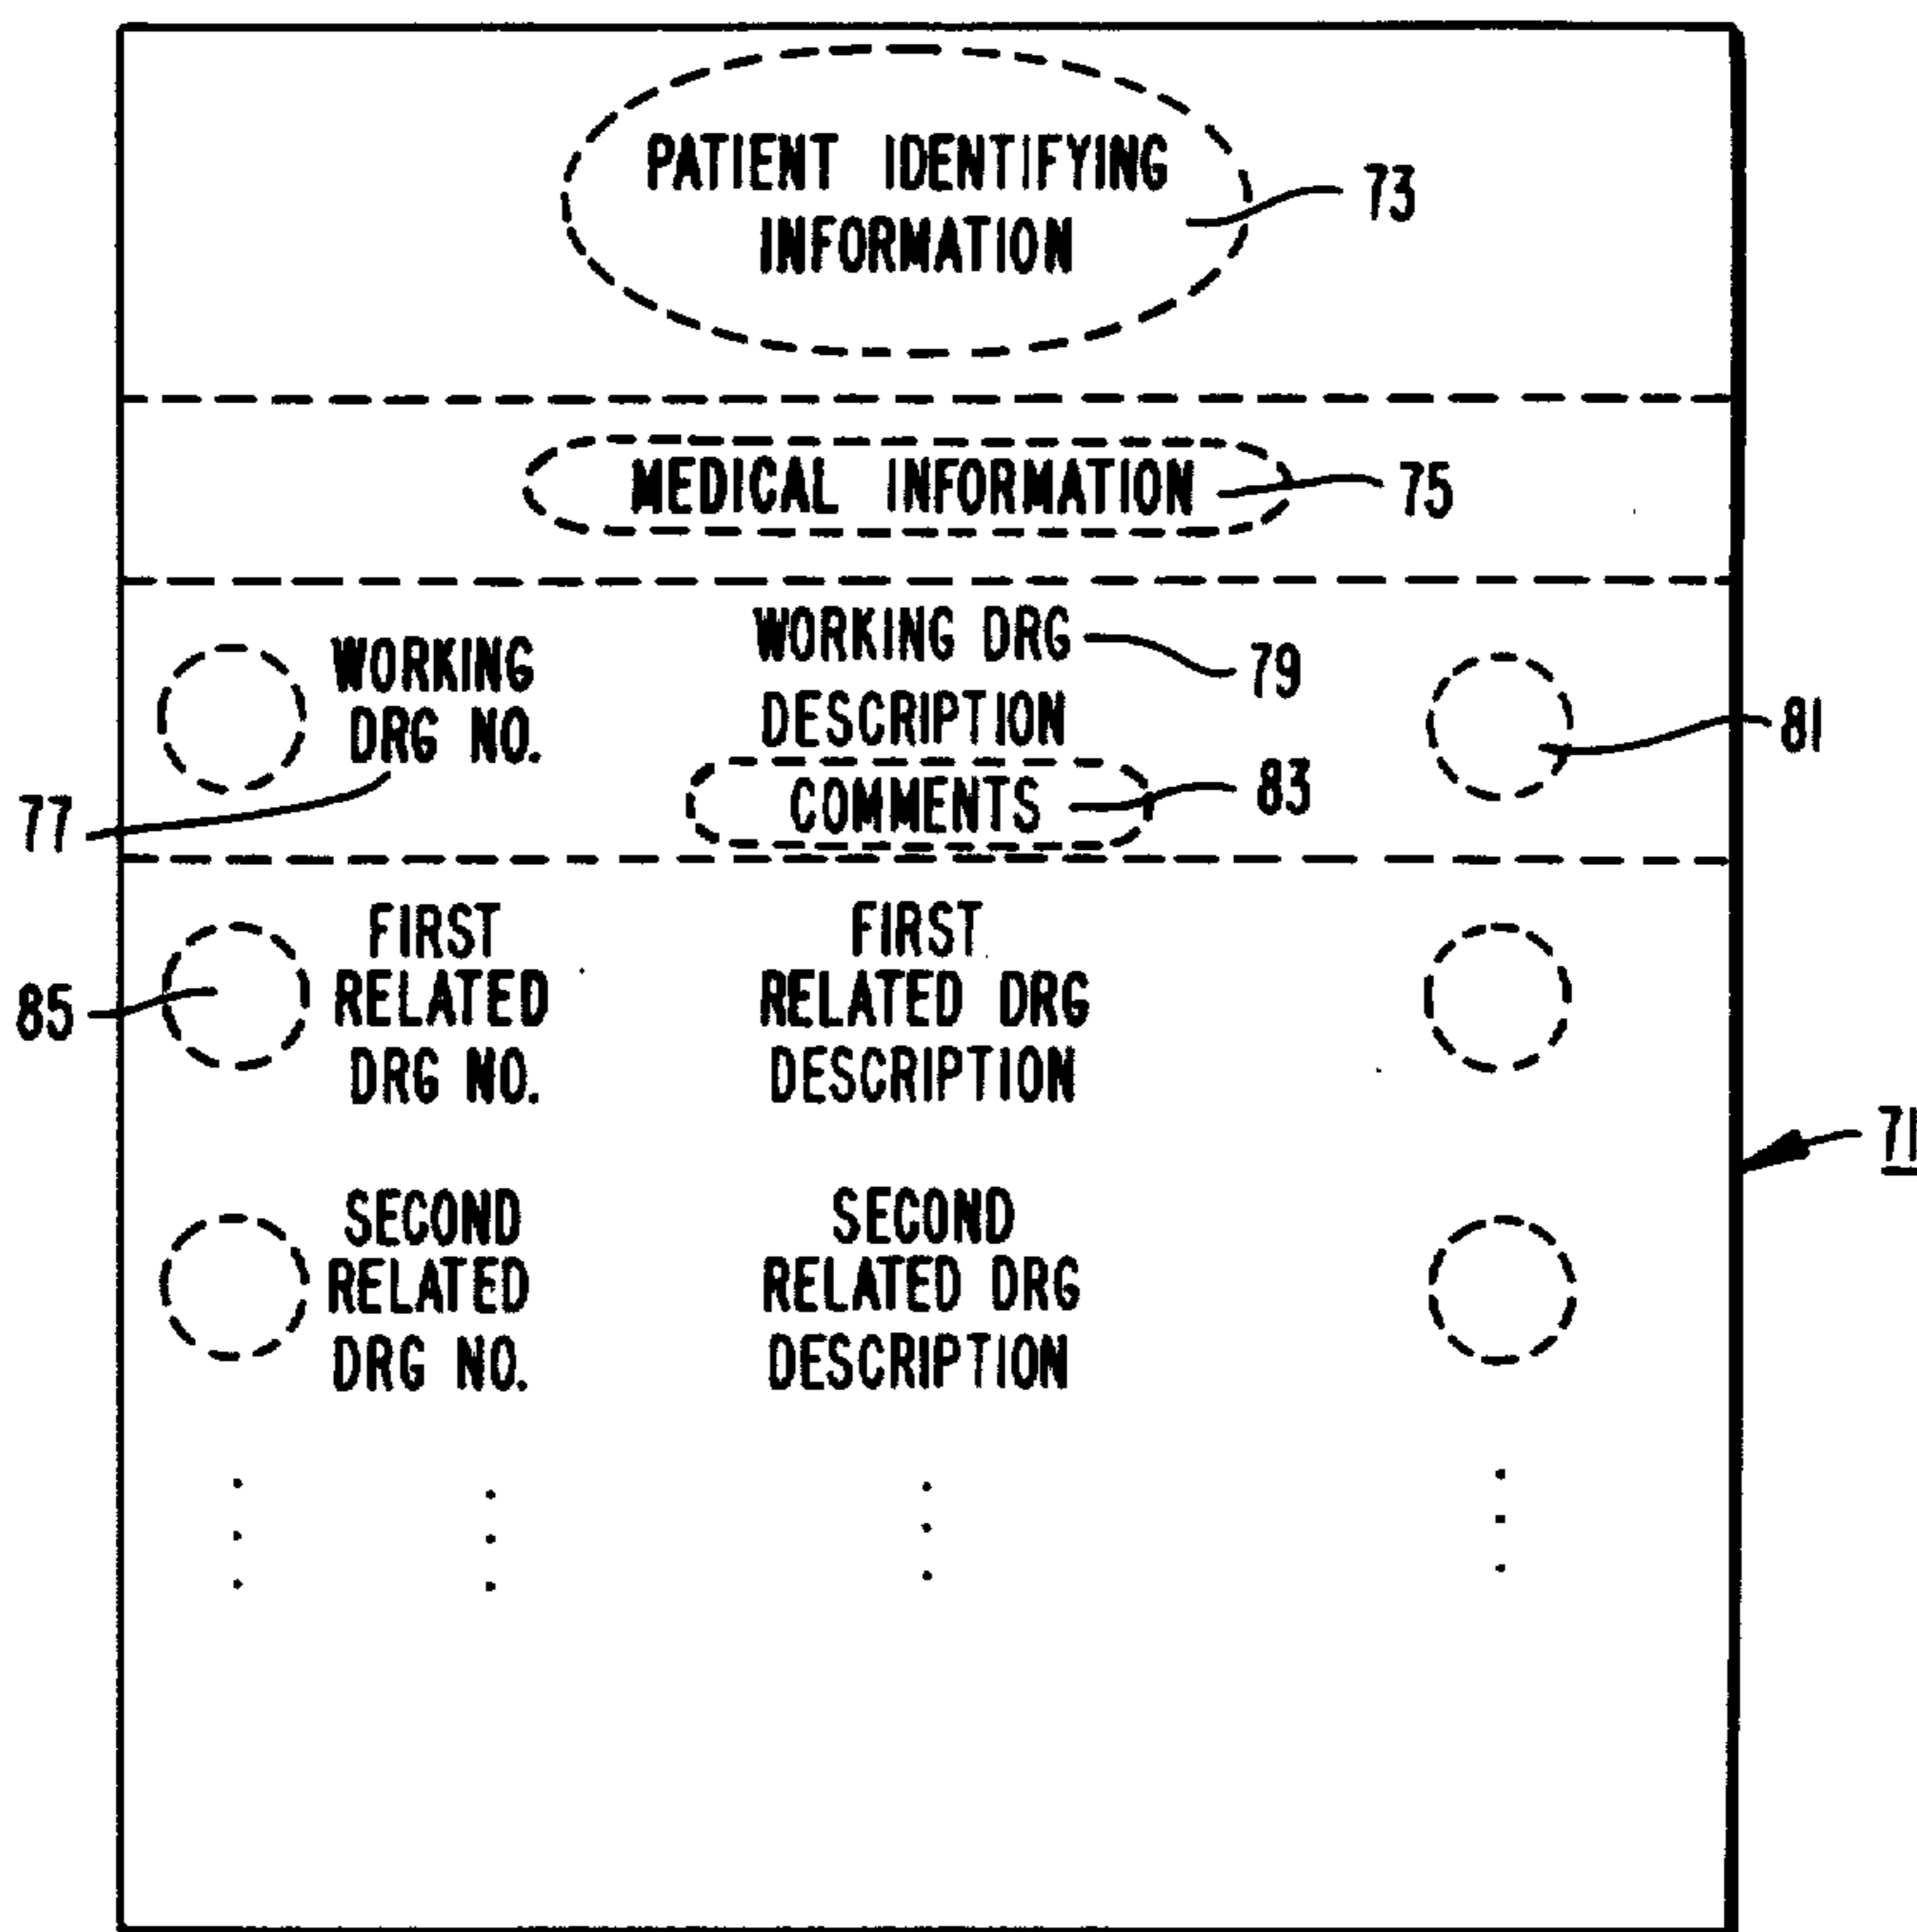 PATIENT IDENTIFYING
INFORMATION
73
MEDICAL INFORMATION
75
WORKING
DRG NO.
77
WORKING DRG
DESCRIPTION
79
81
COMMENTS
83
FIRST
RELATED
DRG NO.
85
FIRST
RELATED DRG
DESCRIPTION
71
SECOND
RELATED
DRG NO.
SECOND
RELATED DRG
DESCRIPTION